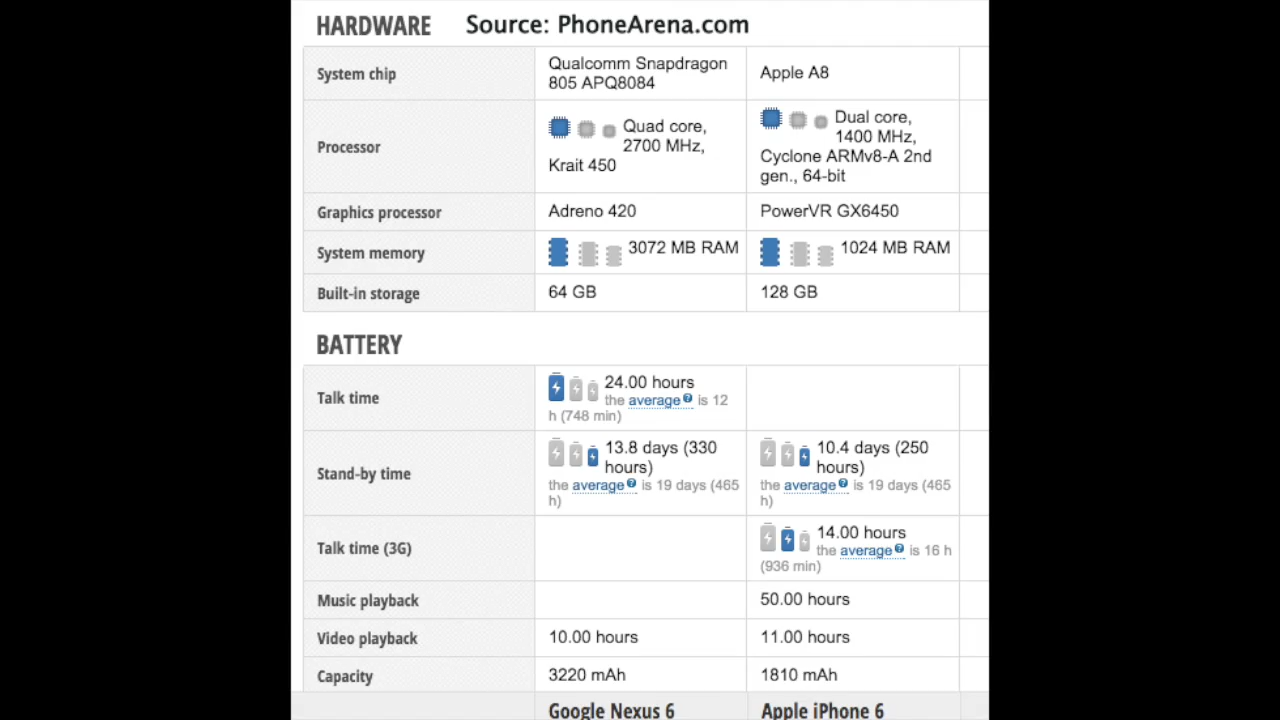 HARDWARE Source: PhoneArena.com
System chip
Qualcomm Snapdragon
805 APQ8084
Apple A8
Processor
Quad core,
2700 MHz,
Krait 450
Dual core,
1400 MHz,
Cyclone ARMv8-A 2nd
gen., 64-bit
Graphics processor
Adreno 420
PowerVR GX6450
System memory
3072 MB RAM
1024 MB RAM
Built-in storage
64 GB
128 GB
BATTERY
Talk time
24.00 hours
the average ? is 12
h (748 min)
Stand-by time
13.8 days (330
hours)
the average ? is 19 days (465
h)
10.4 days (250
hours)
the average ? is 19 days (465
h)
Talk time (3G)
14.00 hours
the average ? is 16 h
(936 min)
Music playback
50.00 hours
Video playback
10.00 hours
11.00 hours
Capacity
3220 mAh
1810 mAh
Google Nexus 6
Apple iPhone 6